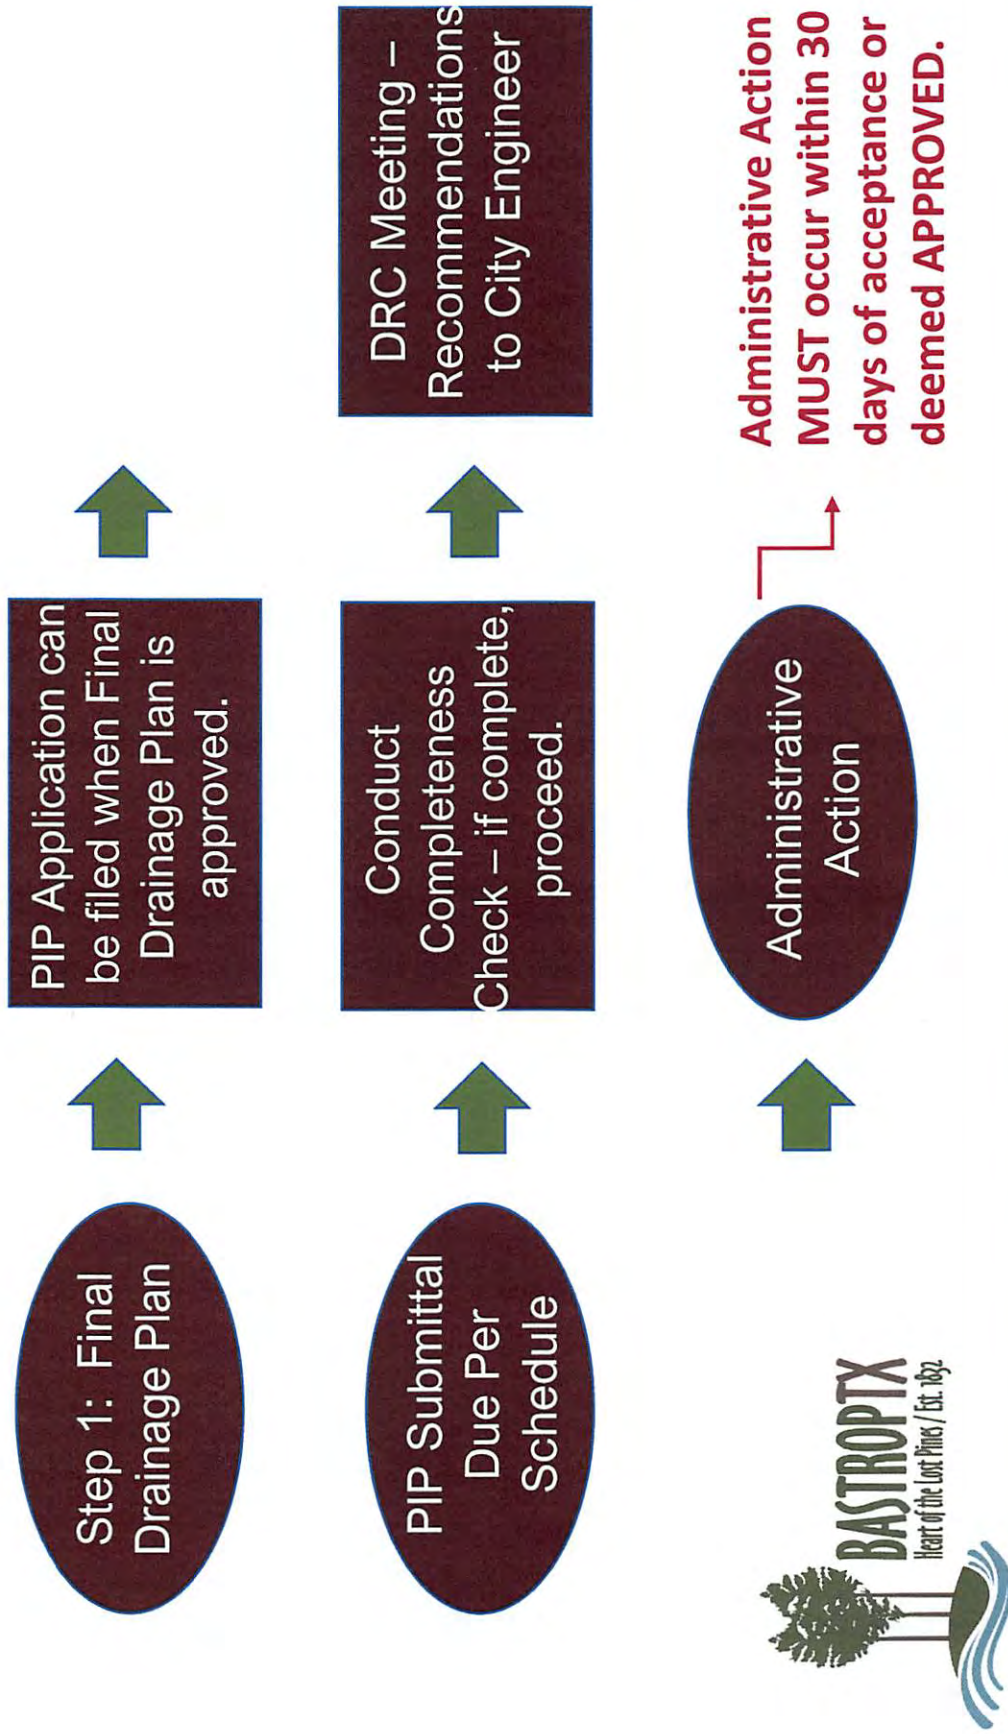 Step 1: Final
Drainage Plan
PIP Application can
be filed when Final
Drainage Plan is
approved.
PIP Submittal
Due Per
Schedule
Conduct
Completeness
Check – if complete,
proceed.
DRC Meeting –
Recommendations
to City Engineer
Administrative
Action
Administrative Action
MUST occur within 30
days of acceptance or
deemed APPROVED.
BASTROPTX
Heart of the Lost Pines / Est. 1832